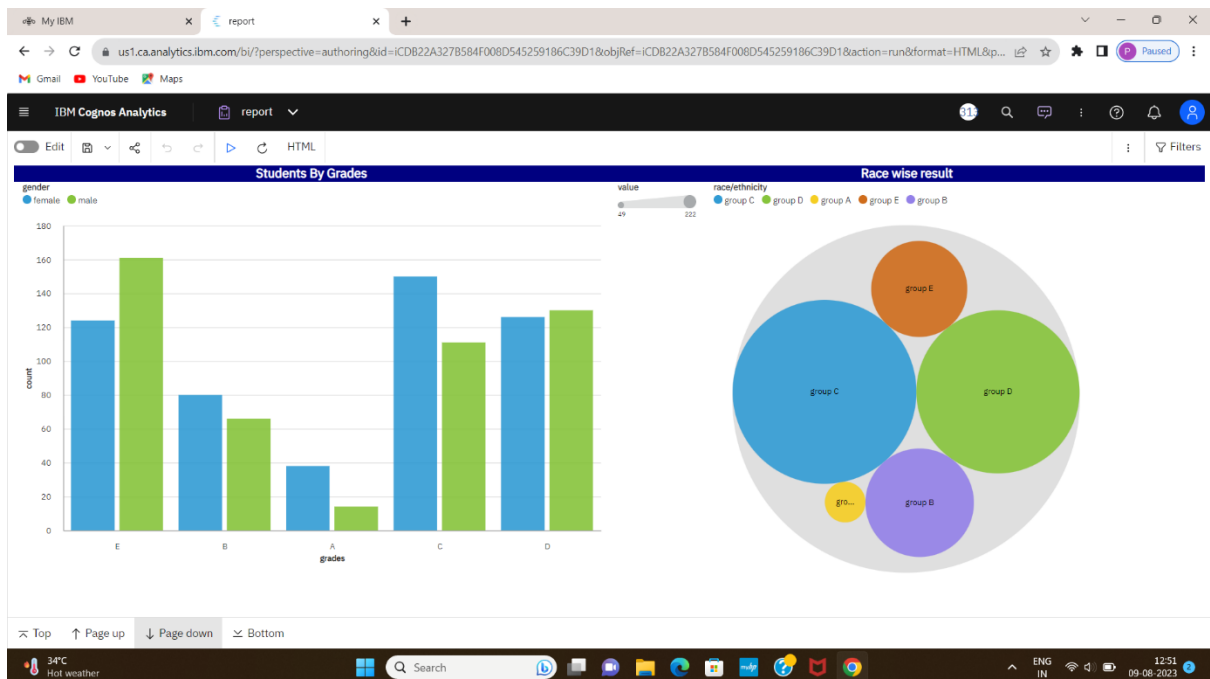 My IBM
report
us1.ca.analytics.ibm.com/bi/?perspective=authoring&id=iCDB22A327B584F008D545259186C39D1&objRef=iCDB22A327B584F008D545259186C39D1&action=run&format=HTML&p...
P Paused
Gmail YouTube Maps
IBM Cognos Analytics
report
313
Edit
HTML
Filters
Students By Grades
gender
female male
180
160
140
120
100
80
60
40
20
0
count
E B A C D
grades
Race wise result
value
49 222
race/ethnicity
group C group D group A group E group B
group E
group C
group D
gro...
group B
Top Page up Page down Bottom
34°C
Hot weather
Search
ENG
IN
12:51
09-08-2023
2